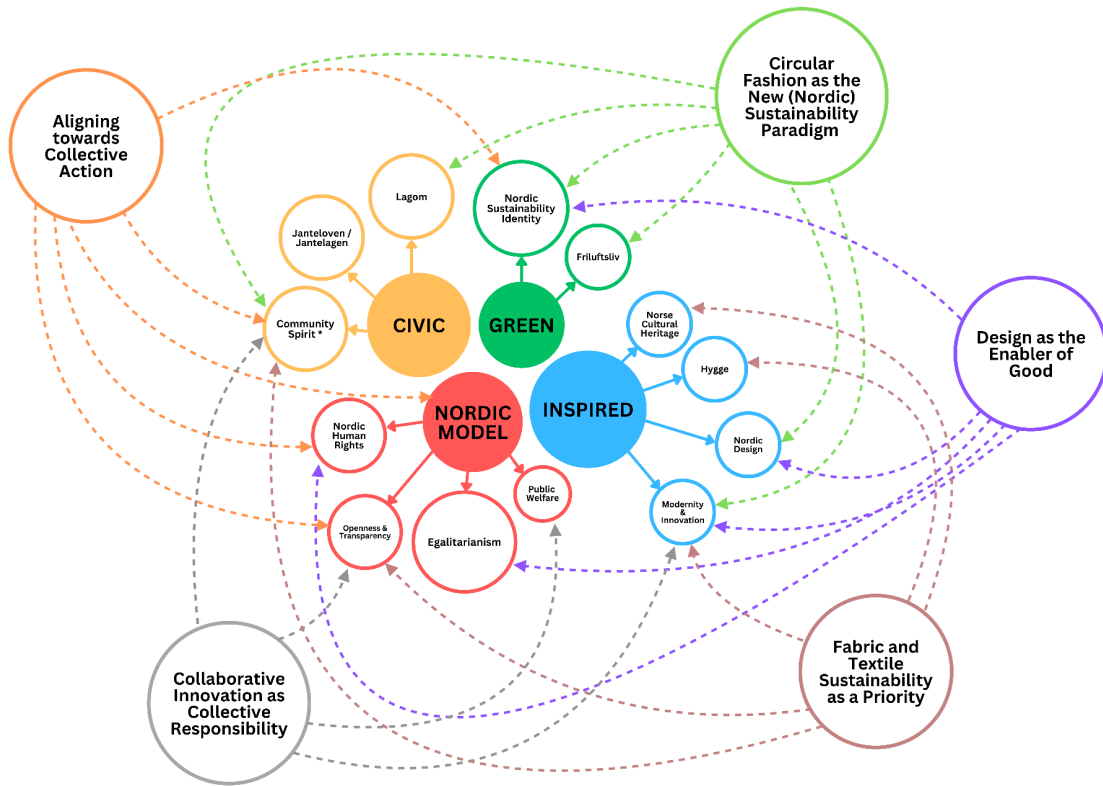 Circular
Fashion as the
New (Nordic)
Sustainability
Paradigm
Aligning
towards
Collective
Action
Lagom
Nordic
Sustainability
Identity
Janteloven /
Jantelagen
Friluftsliv
Community
Spirit *
CIVIC
GREEN
Norse
Cultural
Heritage
Design as the
Enabler of
Good
Hygge
NORDIC
MODEL
INSPIRED
Nordic
Human
Rights
Nordic
Design
Public
Welfare
Modernity
&
Innovation
Openness &
Transparency
Egalitarianism
Collaborative
Innovation as
Collective
Responsibility
Fabric and
Textile
Sustainability
as a Priority